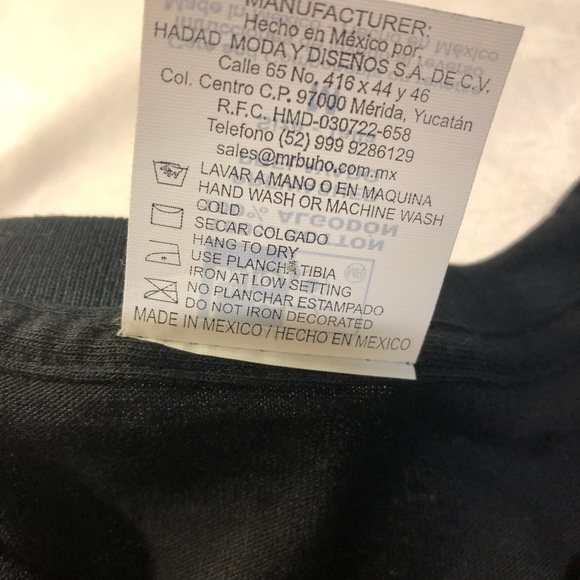 MANUFACTURER:
Hecho en México por:
HADAD MODA Y DISEÑOS S.A. DE C.V.
Calle 65 No. 416 x 44 y 46
Col. Centro C.P. 97000 Mérida, Yucatán
R.F.C. HMD-030722-658
Telefono (52) 999 9286129
sales@mrbuho.com.mx
LAVAR A MANO O EN MAQUINA
HAND WASH OR MACHINE WASH
COLD
SECAR COLGADO
HANG TO DRY
USE PLANCHA TIBIA
IRON AT LOW SETTING
NO PLANCHAR ESTAMPADO
DO NOT IRON DECORATED
MADE IN MEXICO / HECHO EN MEXICO